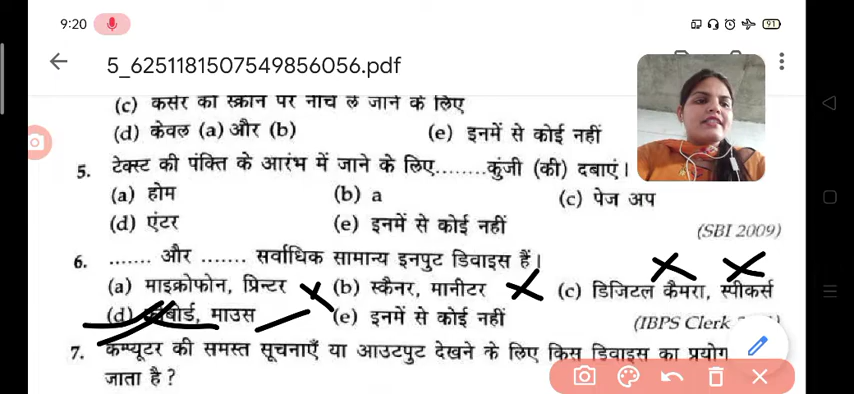 9:20
91
5_6251181507549856056.pdf
(c) कर्सर को स्क्रीन पर नीचे ले जाने के लिए
(d) केवल (a) और (b) (e) इनमें से कोई नहीं
5. टेक्स्ट की पंक्ति के आरंभ में जाने के लिए........कुंजी (की) दबाएं।
(a) होम (b) a (c) पेज अप
(d) एंटर (e) इनमें से कोई नहीं
(SBI 2009)
6. ....... और ....... सर्वाधिक सामान्य इनपुट डिवाइस हैं।
(a) माइक्रोफोन, प्रिन्टर (b) स्कैनर, मानीटर (c) डिजिटल कैमरा, स्पीकर्स
(d) कीबोर्ड, माउस (e) इनमें से कोई नहीं
(IBPS Clerk
7. कम्प्यूटर की समस्त सूचनाएँ या आउटपुट देखने के लिए किस डिवाइस का प्रयोग
जाता है?